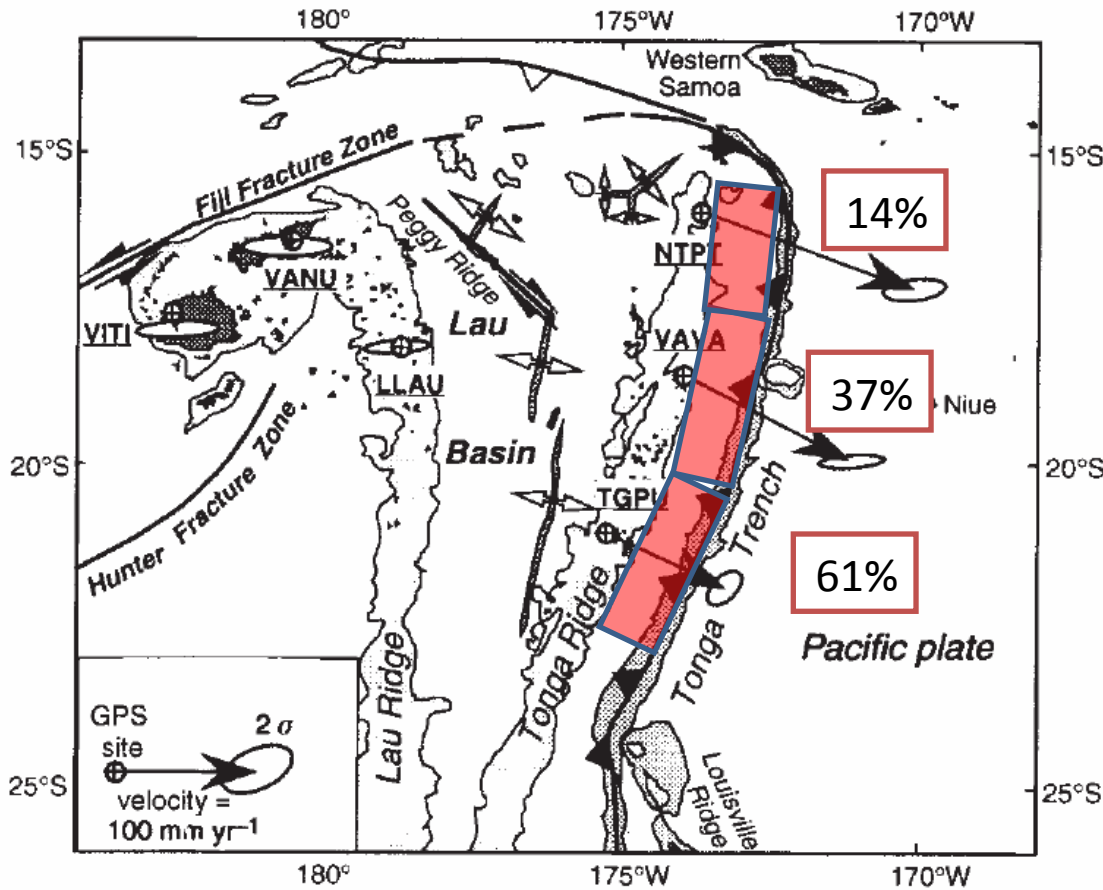 180°
175°W
170°W
Western
Samoa
15°S
15°S
Fiji Fracture Zone
14%
Peggy Ridge
NTPT
VANU
VITI
Lau
VAVA
LLAU
37%
Niue
Basin
20°S
20°S
TGPU
Hunter Fracture Zone
Tonga Trench
61%
Pacific plate
Lau Ridge
Tonga Ridge
GPS
site
2 σ
velocity =
100 mm yr⁻¹
25°S
25°S
Louisville
Ridge
180°
175°W
170°W